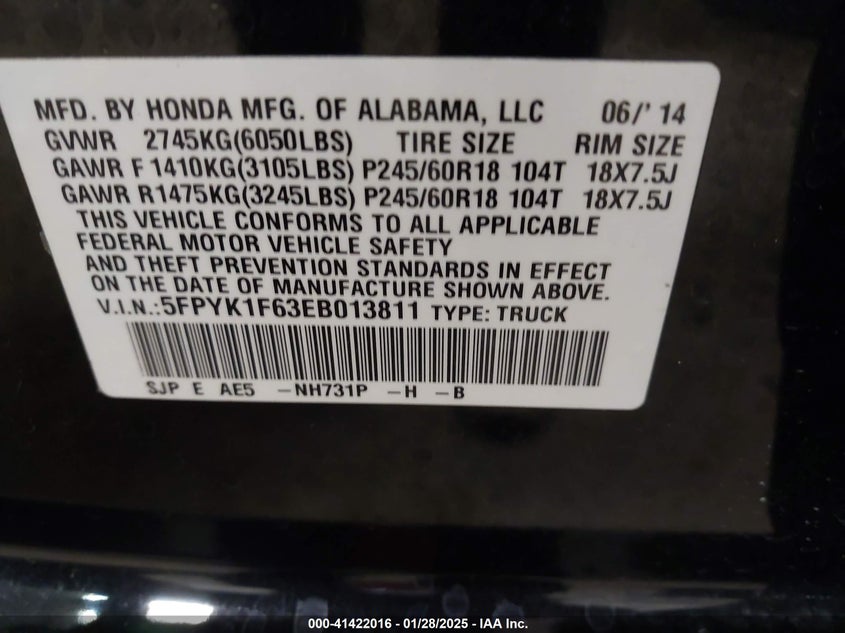 MFD. BY HONDA MFG. OF ALABAMA, LLC 06/' 14
GVWR 2745KG(6050LBS) TIRE SIZE RIM SIZE
GAWR F 1410KG(3105LBS) P245/60R18 104T 18X7.5J
GAWR R1475KG(3245LBS) P245/60R18 104T 18X7.5J
THIS VEHICLE CONFORMS TO ALL APPLICABLE
FEDERAL MOTOR VEHICLE SAFETY
AND THEFT PREVENTION STANDARDS IN EFFECT
ON THE DATE OF MANUFACTURE SHOWN ABOVE.
V.I.N.:5FPYK1F63EB013811 TYPE: TRUCK
SJP E AE5 -NH731P -H -B
000-41422016 - 01/28/2025 - IAA Inc.